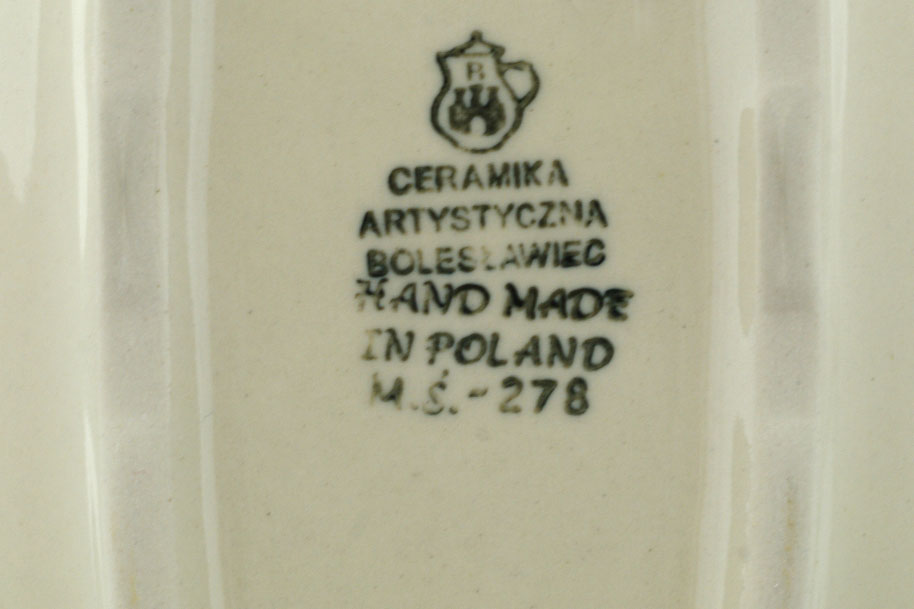 B
CERAMIKA
ARTYSTYCZNA
BOLESŁAWIEC
HAND MADE
IN POLAND
M.Ś.-278